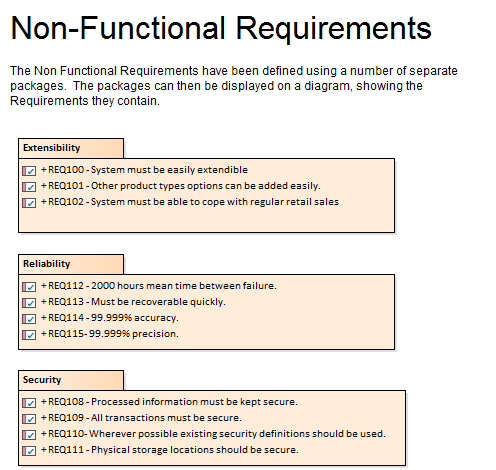 Non-Functional Requirements
The Non Functional Requirements have been defined using a number of separate
packages. The packages can then be displayed on a diagram, showing the
Requirements they contain.
Extensibility
+ REQ100 - System must be easily extendible
+ REQ101 - Other product types options can be added easily.
+ REQ102 - System must be able to cope with regular retail sales
Reliability
+ REQ112 - 2000 hours mean time between failure.
+ REQ113 - Must be recoverable quickly.
+ REQ114 - 99.999% accuracy.
+ REQ115- 99.999% precision.
Security
+ REQ108 - Processed information must be kept secure.
+ REQ109 - All transactions must be secure.
+ REQ110- Wherever possible existing security definitions should be used.
+ REQ111 - Physical storage locations should be secure.